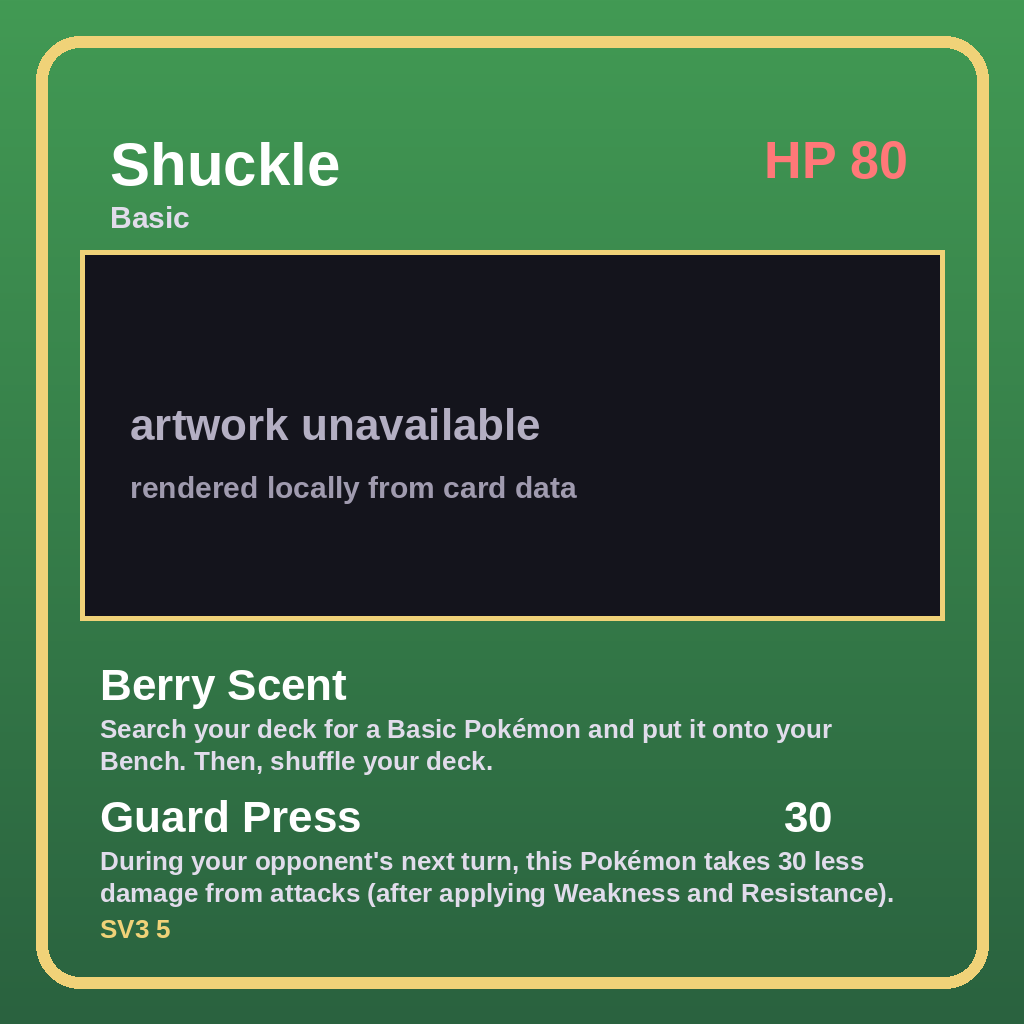 Shuckle
HP 80
Basic
artwork unavailable
rendered locally from card data
Berry Scent
Search your deck for a Basic Pokémon and put it onto your
Bench. Then, shuffle your deck.
Guard Press 30
During your opponent's next turn, this Pokémon takes 30 less
damage from attacks (after applying Weakness and Resistance).
SV3 5